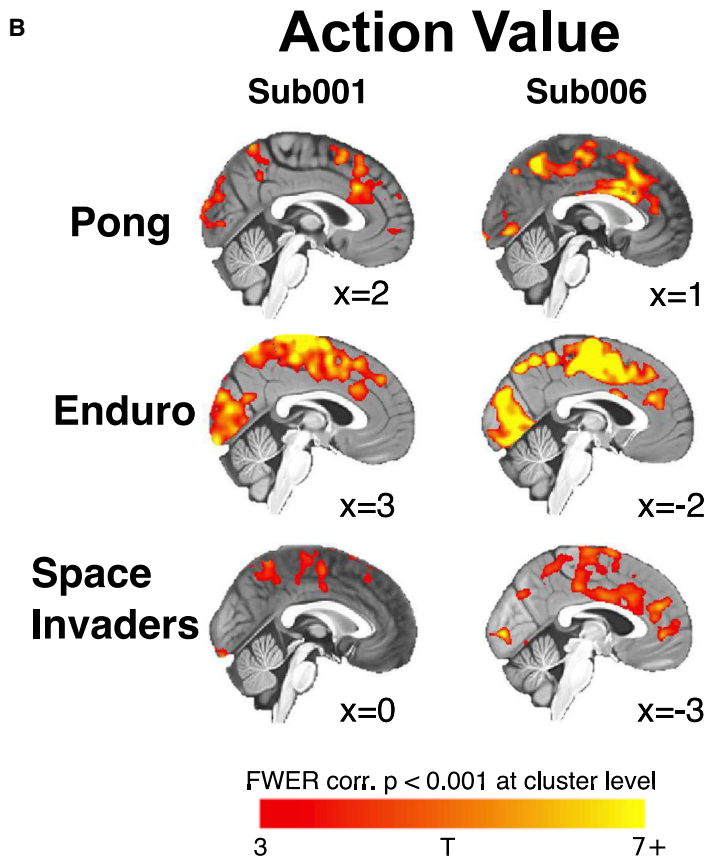 B
Action Value
Sub001 Sub006
Pong
x=2 x=1
Enduro
x=3 x=-2
Space
Invaders
x=0 x=-3
FWER corr. p < 0.001 at cluster level
3 T 7+